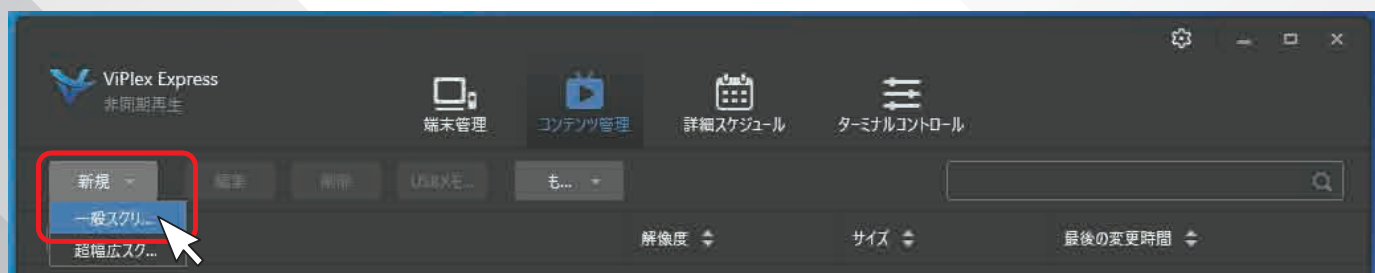 ViPlex Express
非同期再生
端末管理
コンテンツ管理
詳細スケジュール
ターミナルコントロール
新規
編集
削除
USBメモ...
も...
一般スクリ...
超幅広スク...
解像度
サイズ
最後の変更時間